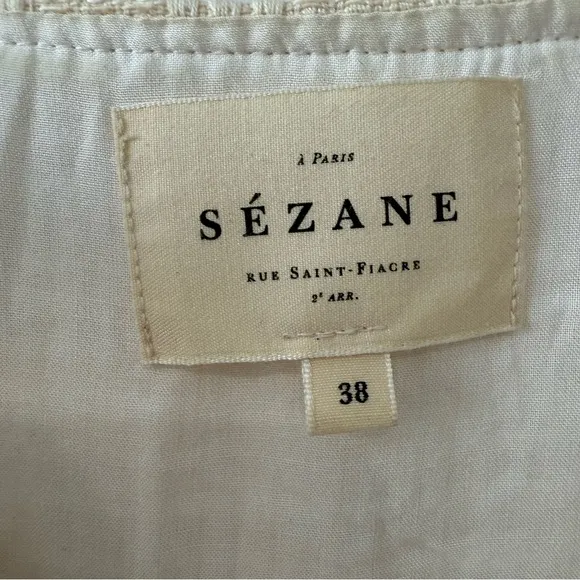 À PARIS
SÉZANE
RUE SAINT-FIACRE
2ᵉ ARR.
38